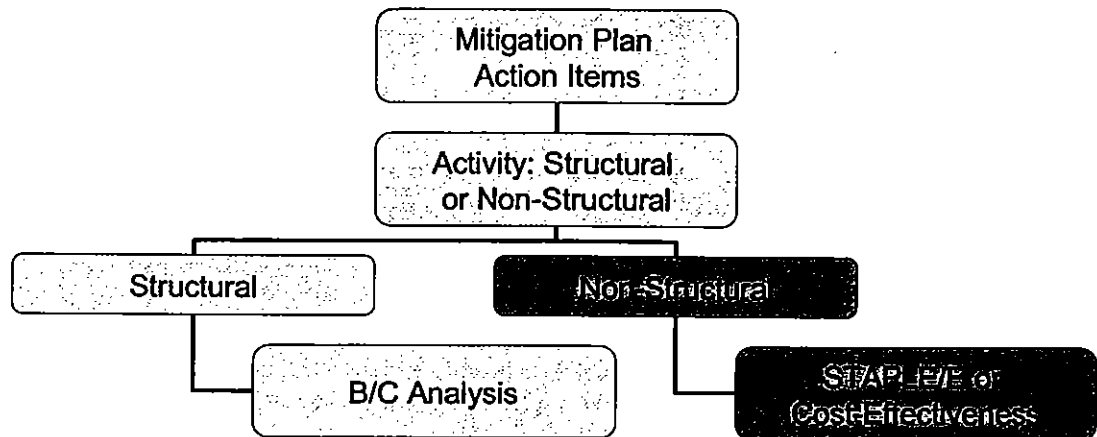 Mitigation Plan
Action Items
Activity: Structural
or Non-Structural
Structural
Non-Structural
B/C Analysis
STAPLE/E or
Cost-Effectiveness